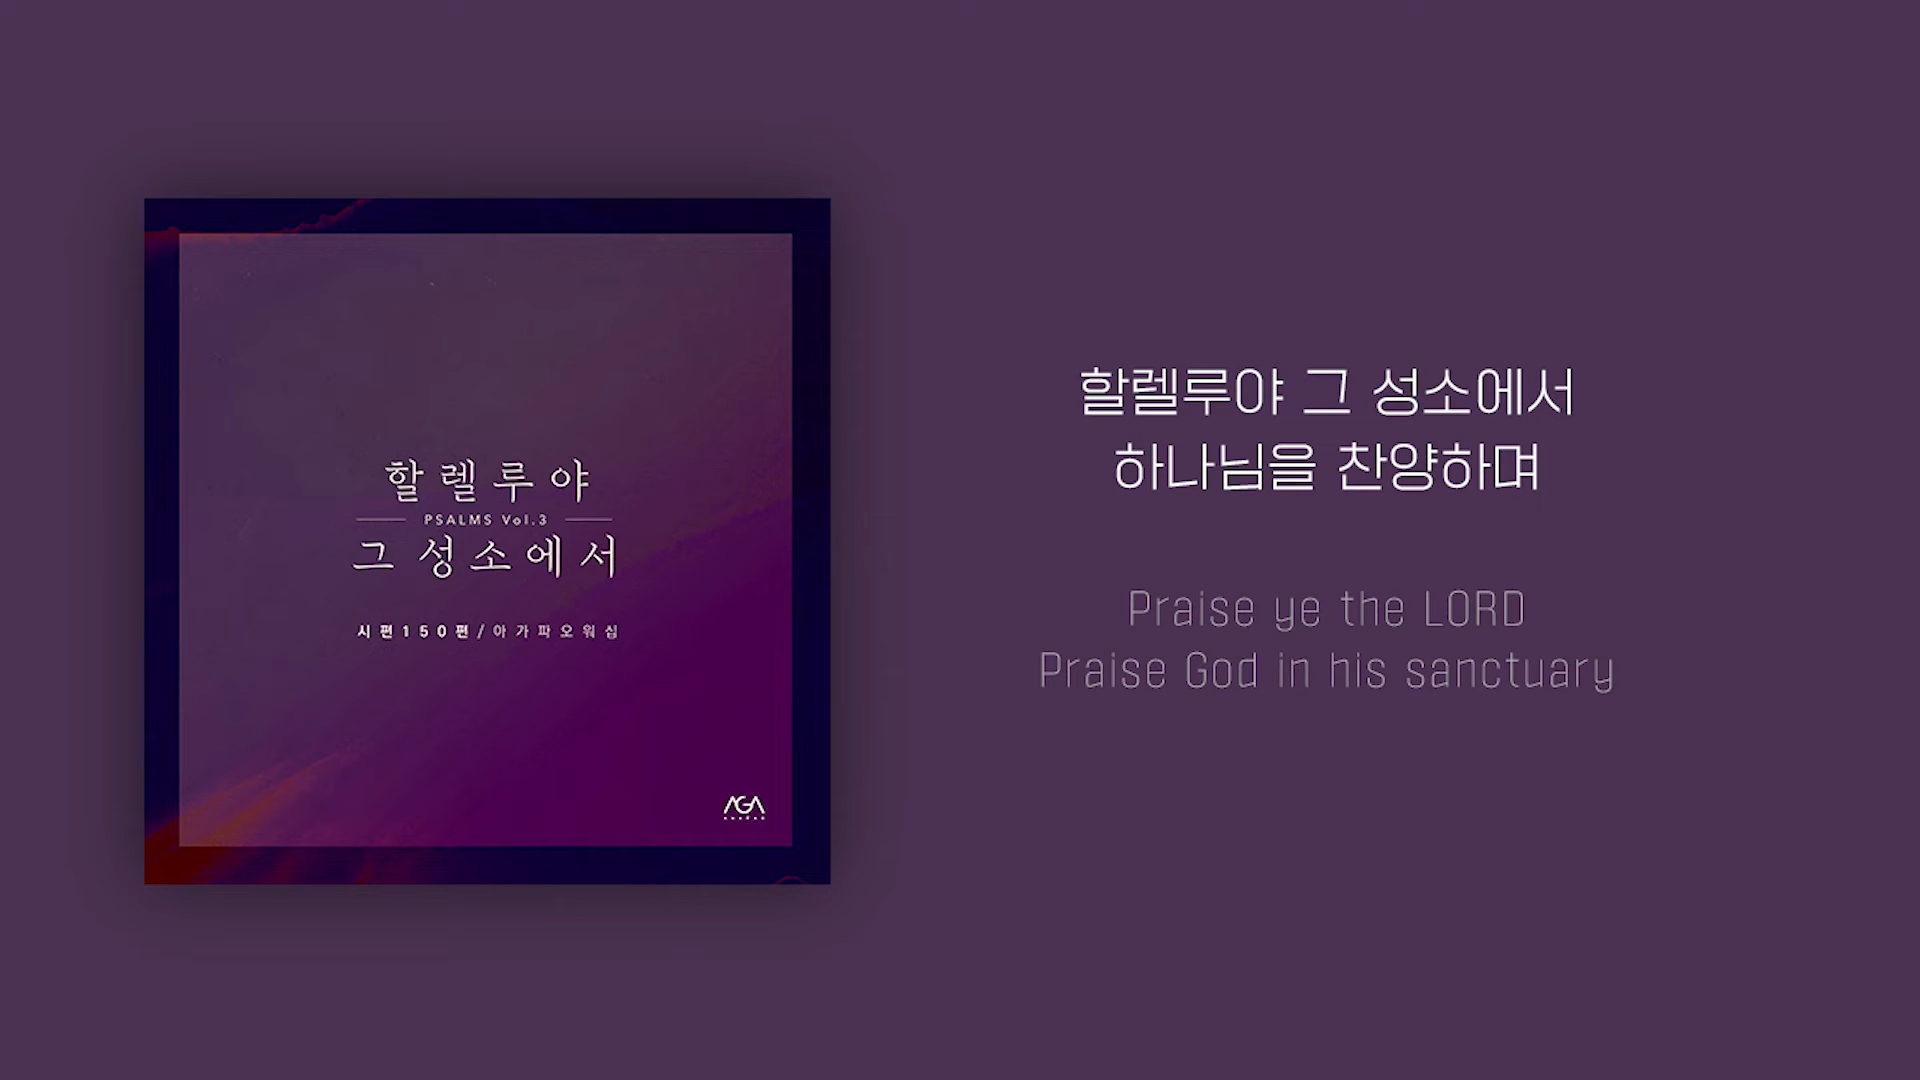 할렐루야
PSALMS Vol.3
그 성소에서
시편150편/아가파오워십
AGA
할렐루야 그 성소에서
하나님을 찬양하며
Praise ye the LORD
Praise God in his sanctuary